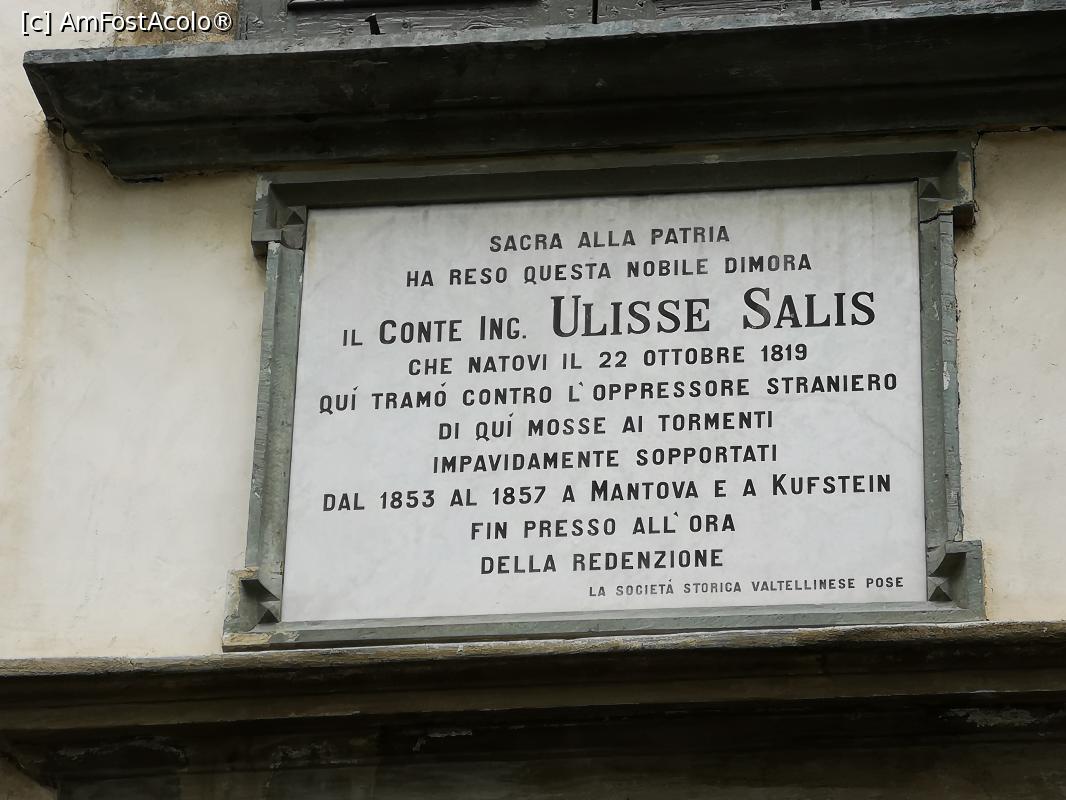 [c] AmFostAcolo®
SACRA ALLA PATRIA
HA RESO QUESTA NOBILE DIMORA
IL CONTE ING. ULISSE SALIS
CHE NATOVI IL 22 OTTOBRE 1819
QUÍ TRAMÓ CONTRO L'OPPRESSORE STRANIERO
DI QUÍ MOSSE AI TORMENTI
IMPAVIDAMENTE SOPPORTATI
DAL 1853 AL 1857 A MANTOVA E A KUFSTEIN
FIN PRESSO ALL'ORA
DELLA REDENZIONE
LA SOCIETÁ STORICA VALTELLINESE POSE